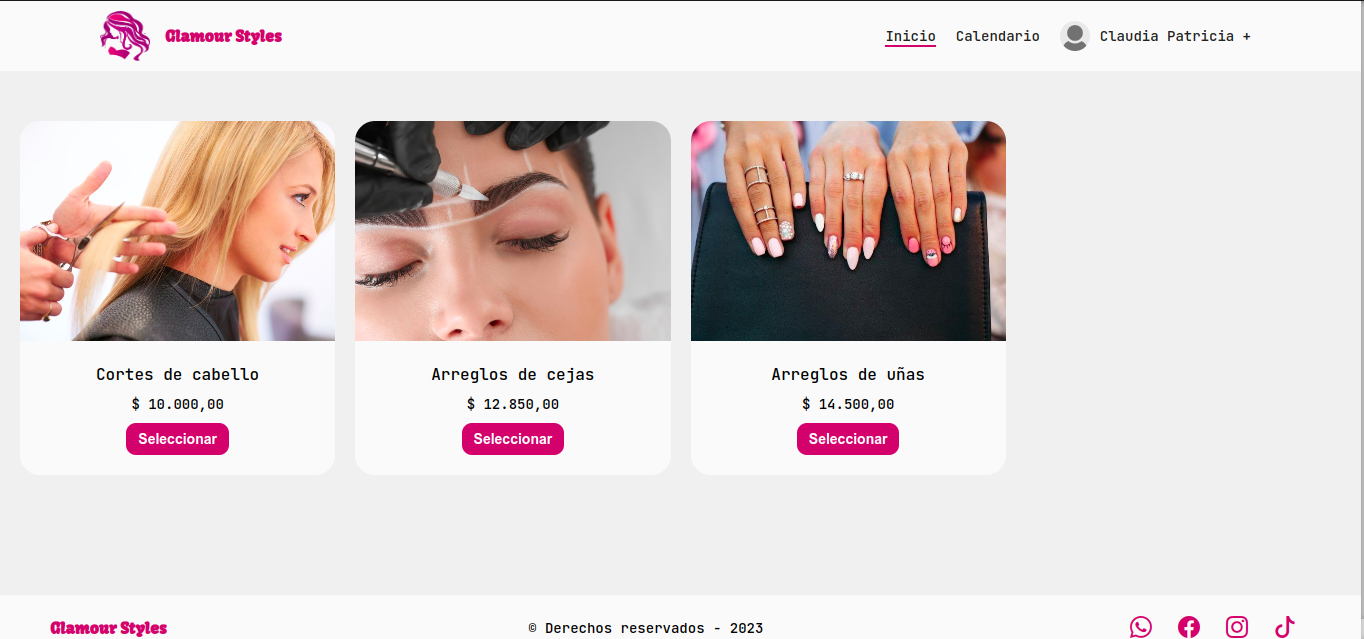 Glamour Styles
Inicio Calendario Claudia Patricia +
Cortes de cabello
$ 10.000,00
Seleccionar
Arreglos de cejas
$ 12.850,00
Seleccionar
Arreglos de uñas
$ 14.500,00
Seleccionar
Glamour Styles
© Derechos reservados - 2023